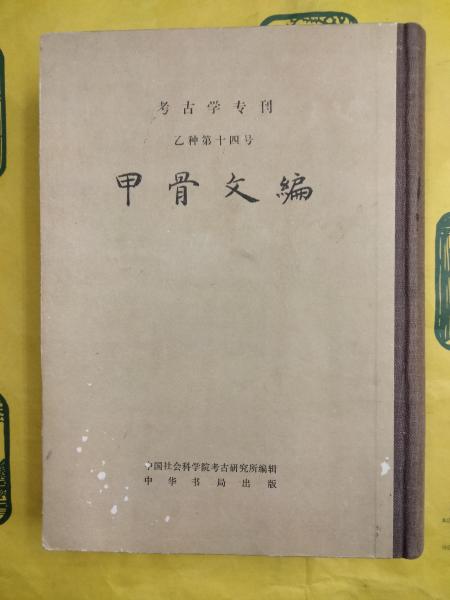 考古学专刊
乙种第十四号
甲骨文编
中国社会科学院考古研究所编辑
中华书局出版